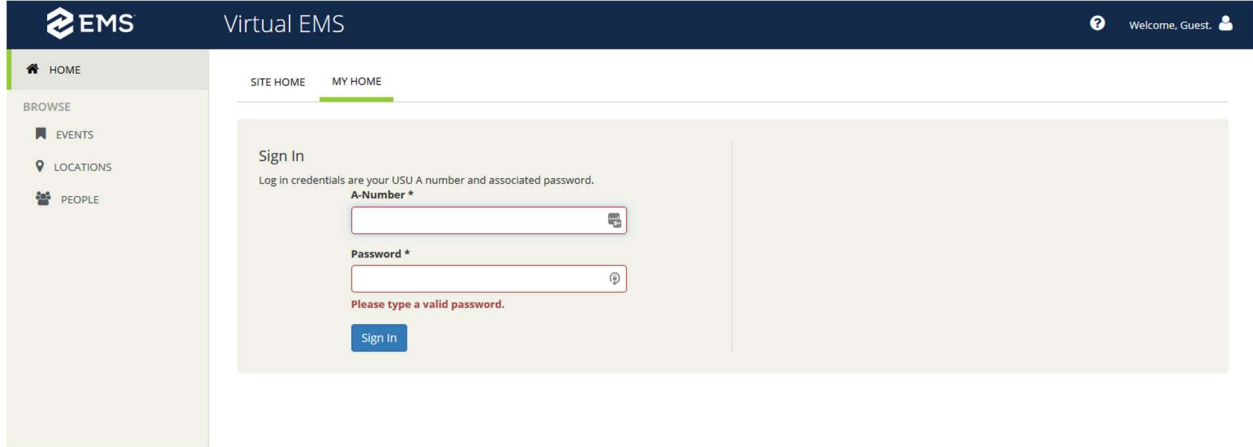 EMS
Virtual EMS
Welcome, Guest.
HOME
BROWSE
EVENTS
LOCATIONS
PEOPLE
SITE HOME
MY HOME
Sign In
Log in credentials are your USU A number and associated password.
A-Number *
Password *
Please type a valid password.
Sign In